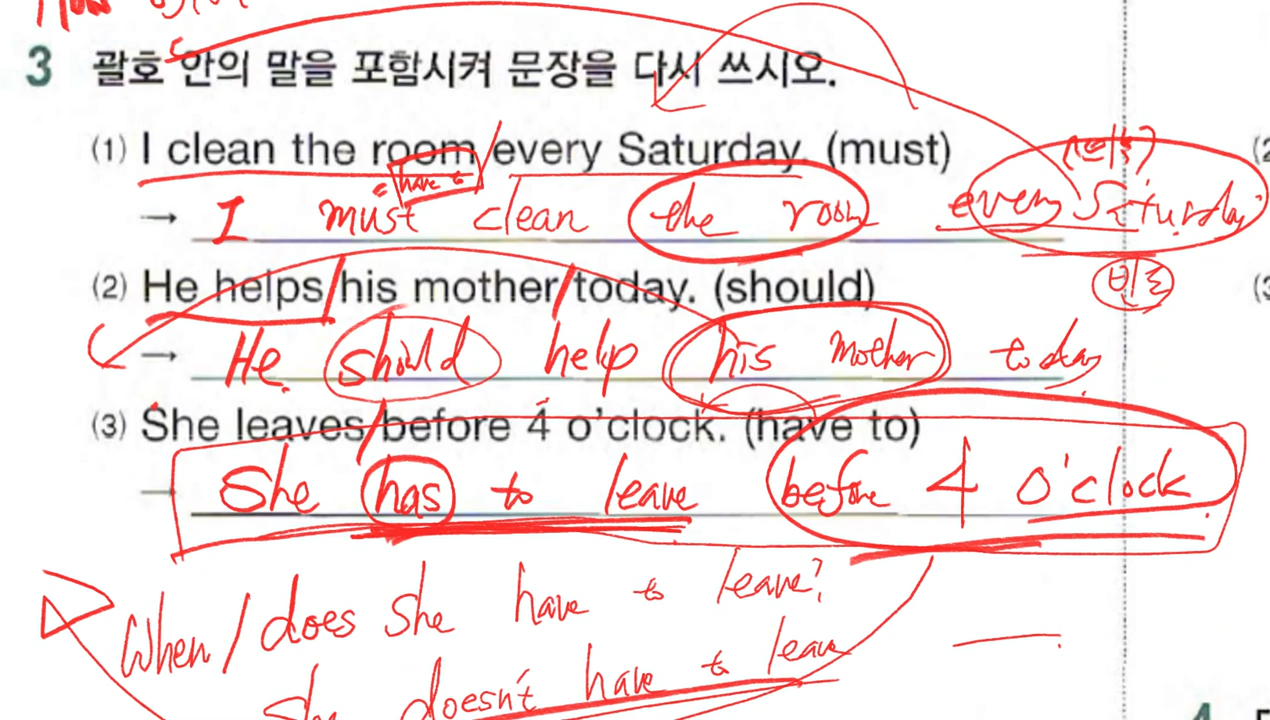 How
3 괄호 안의 말을 포함시켜 문장을 다시 쓰시오.
(1) I clean the room / every Saturday. (must)
have to
→ I must clean the room every Saturday
(2) He helps / his mother / today. (should)
→ He should help his mother today
(3) She leaves / before 4 o'clock. (have to)
→ She has to leave before 4 o'clock
When / does she have to leave?
She doesn't have to leave
4